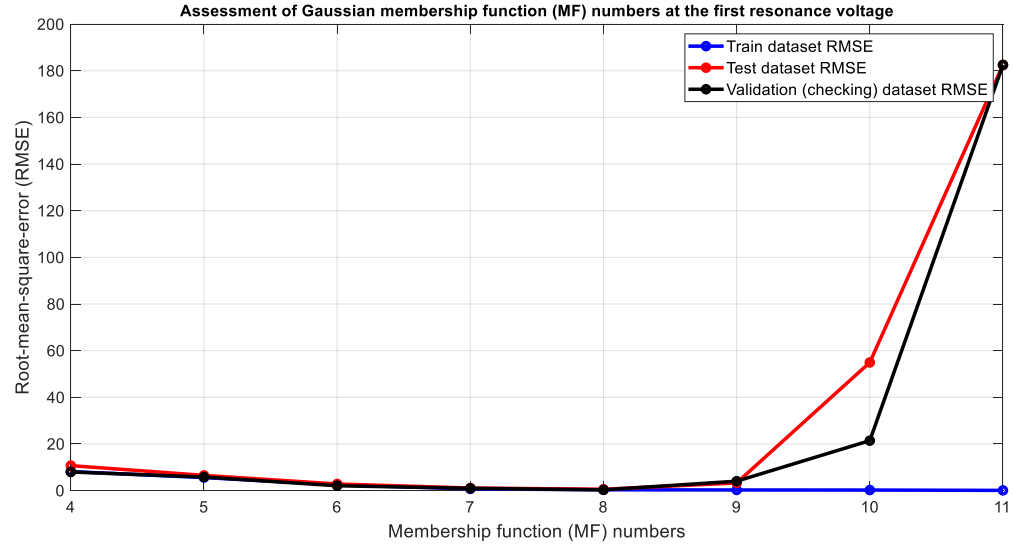 Assessment of Gaussian membership function (MF) numbers at the first resonance voltage
Train dataset RMSE
Test dataset RMSE
Validation (checking) dataset RMSE
Root-mean-square-error (RMSE)
200
180
160
140
120
100
80
60
40
20
0
4 5 6 7 8 9 10 11
Membership function (MF) numbers